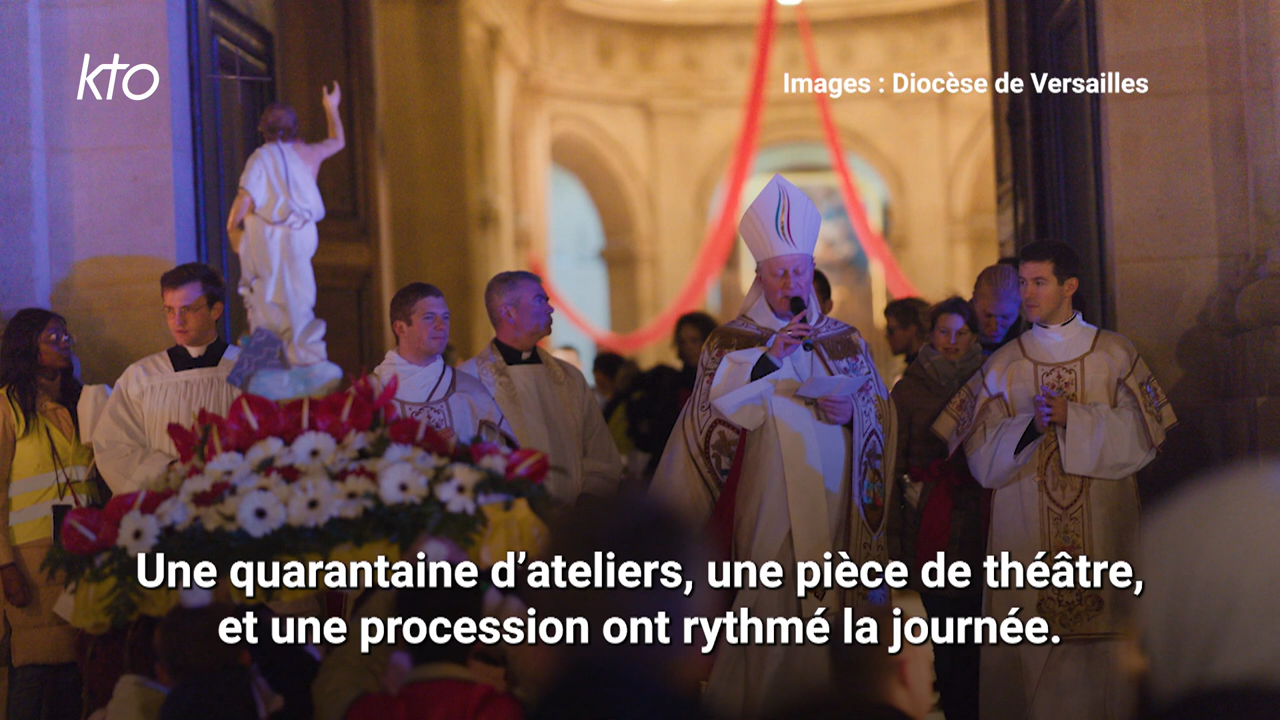 kto
Images : Diocèse de Versailles
Une quarantaine d’ateliers, une pièce de théâtre,
et une procession ont rythmé la journée.